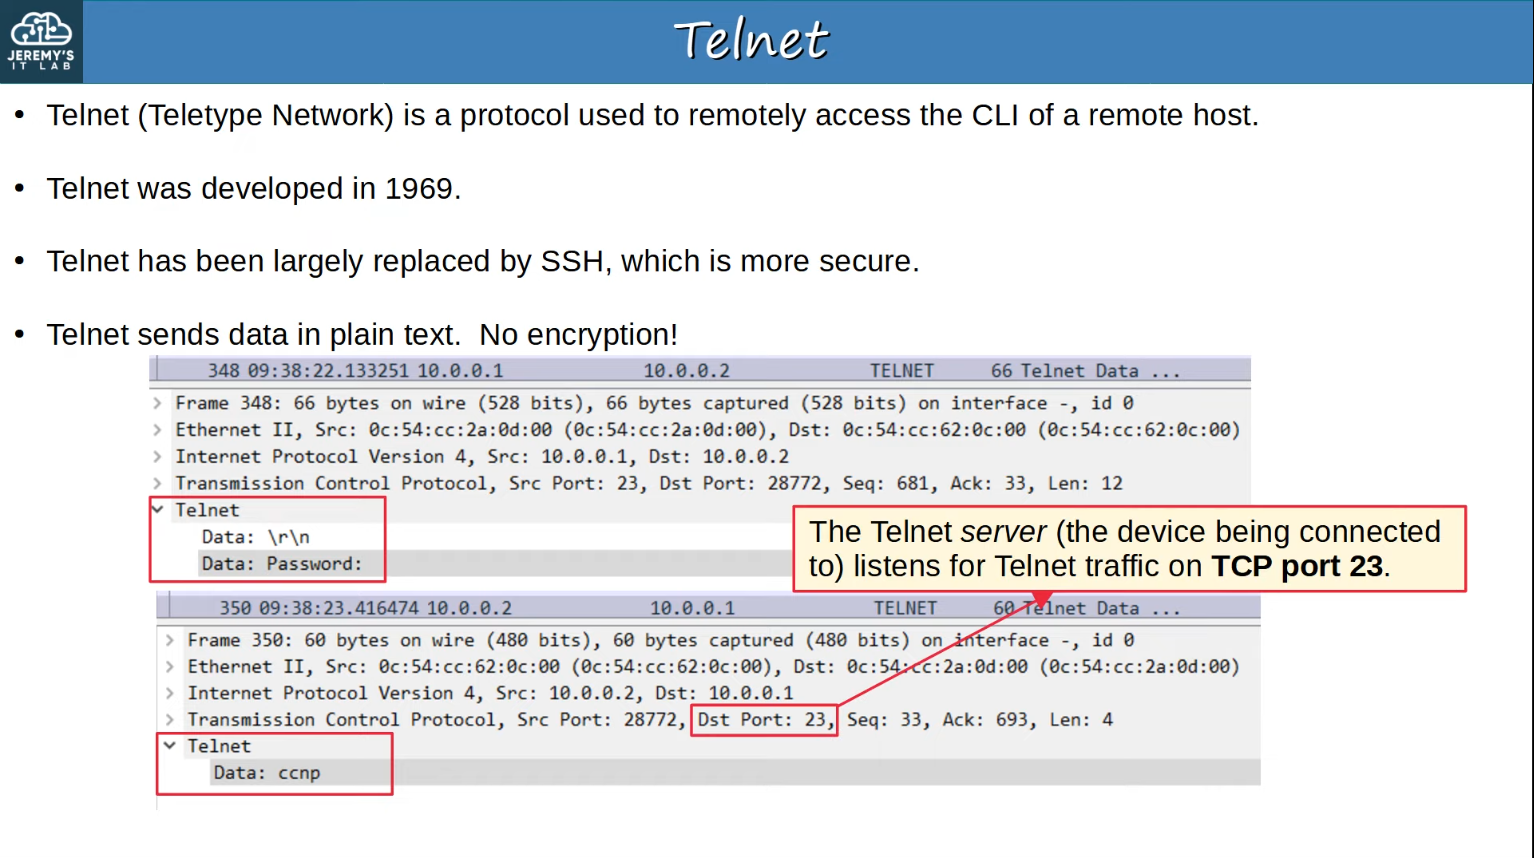 JEREMY'S
IT LAB
Telnet
• Telnet (Teletype Network) is a protocol used to remotely access the CLI of a remote host.
• Telnet was developed in 1969.
• Telnet has been largely replaced by SSH, which is more secure.
• Telnet sends data in plain text.  No encryption!
348 09:38:22.133251 10.0.0.1 10.0.0.2 TELNET 66 Telnet Data ...
Frame 348: 66 bytes on wire (528 bits), 66 bytes captured (528 bits) on interface -, id 0
Ethernet II, Src: 0c:54:cc:2a:0d:00 (0c:54:cc:2a:0d:00), Dst: 0c:54:cc:62:0c:00 (0c:54:cc:62:0c:00)
Internet Protocol Version 4, Src: 10.0.0.1, Dst: 10.0.0.2
Transmission Control Protocol, Src Port: 23, Dst Port: 28772, Seq: 681, Ack: 33, Len: 12
Telnet
Data: \r\n
Data: Password:
The Telnet server (the device being connected
to) listens for Telnet traffic on TCP port 23.
350 09:38:23.416474 10.0.0.2 10.0.0.1 TELNET 60 Telnet Data ...
Frame 350: 60 bytes on wire (480 bits), 60 bytes captured (480 bits) on interface -, id 0
Ethernet II, Src: 0c:54:cc:62:0c:00 (0c:54:cc:62:0c:00), Dst: 0c:54:cc:2a:0d:00 (0c:54:cc:2a:0d:00)
Internet Protocol Version 4, Src: 10.0.0.2, Dst: 10.0.0.1
Transmission Control Protocol, Src Port: 28772, Dst Port: 23, Seq: 33, Ack: 693, Len: 4
Telnet
Data: ccnp